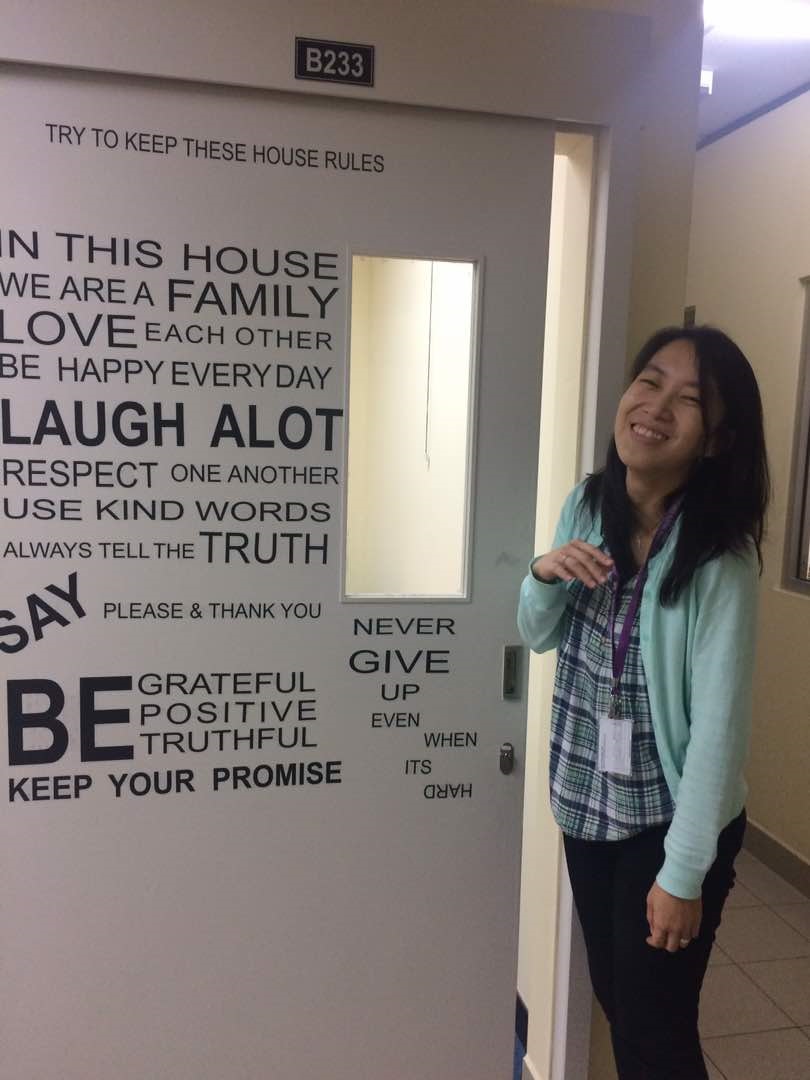 B233
TRY TO KEEP THESE HOUSE RULES
IN THIS HOUSE
WE ARE A FAMILY
LOVE EACH OTHER
BE HAPPY EVERYDAY
LAUGH ALOT
RESPECT ONE ANOTHER
USE KIND WORDS
ALWAYS TELL THE TRUTH
SAY PLEASE & THANK YOU
BE GRATEFUL
POSITIVE
TRUTHFUL
KEEP YOUR PROMISE
NEVER
GIVE
UP
EVEN
WHEN
ITS
HARD